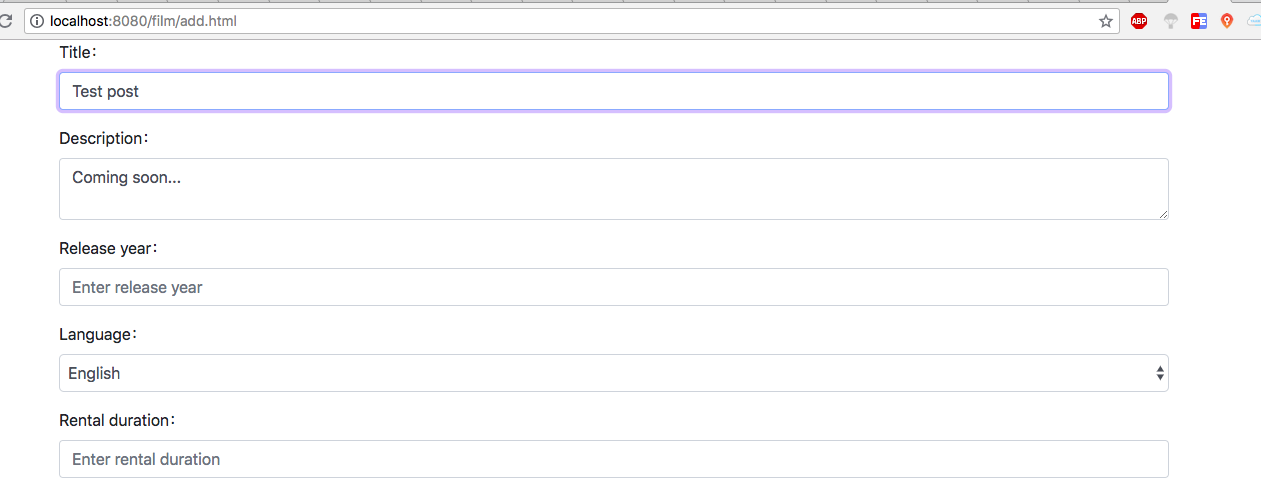 localhost:8080/film/add.html
ABP
FE
Title:
Test post
Description:
Coming soon...
Release year:
Enter release year
Language:
English
Rental duration:
Enter rental duration